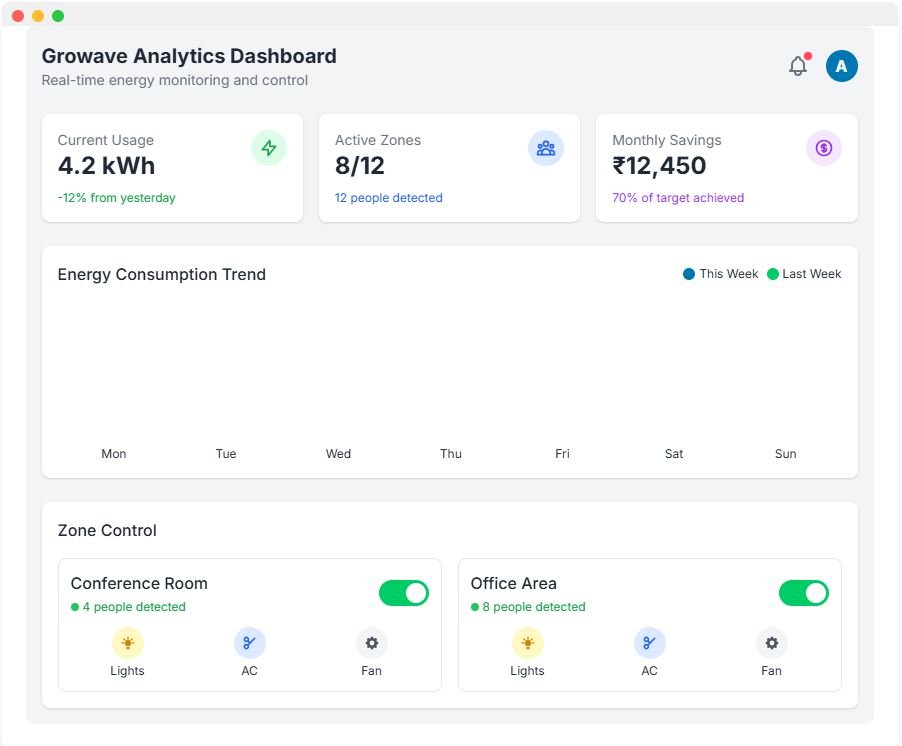 Growave Analytics Dashboard
Real-time energy monitoring and control
A
Current Usage
4.2 kWh
-12% from yesterday
Active Zones
8/12
12 people detected
Monthly Savings
₹12,450
70% of target achieved
$
Energy Consumption Trend
This Week
Last Week
Mon Tue Wed Thu Fri Sat Sun
Zone Control
Conference Room
4 people detected
Lights AC Fan
Office Area
8 people detected
Lights AC Fan